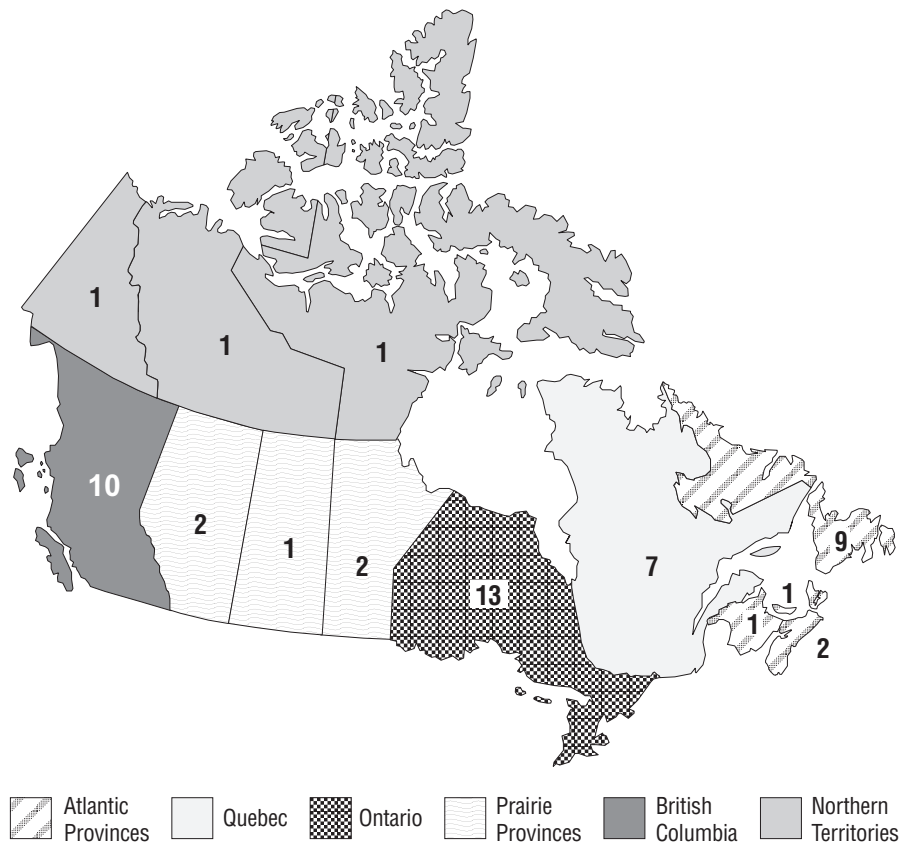 1
1
1
10
2
1
2
13
7
9
1
1
2
Atlantic
Provinces
Quebec
Ontario
Prairie
Provinces
British
Columbia
Northern
Territories